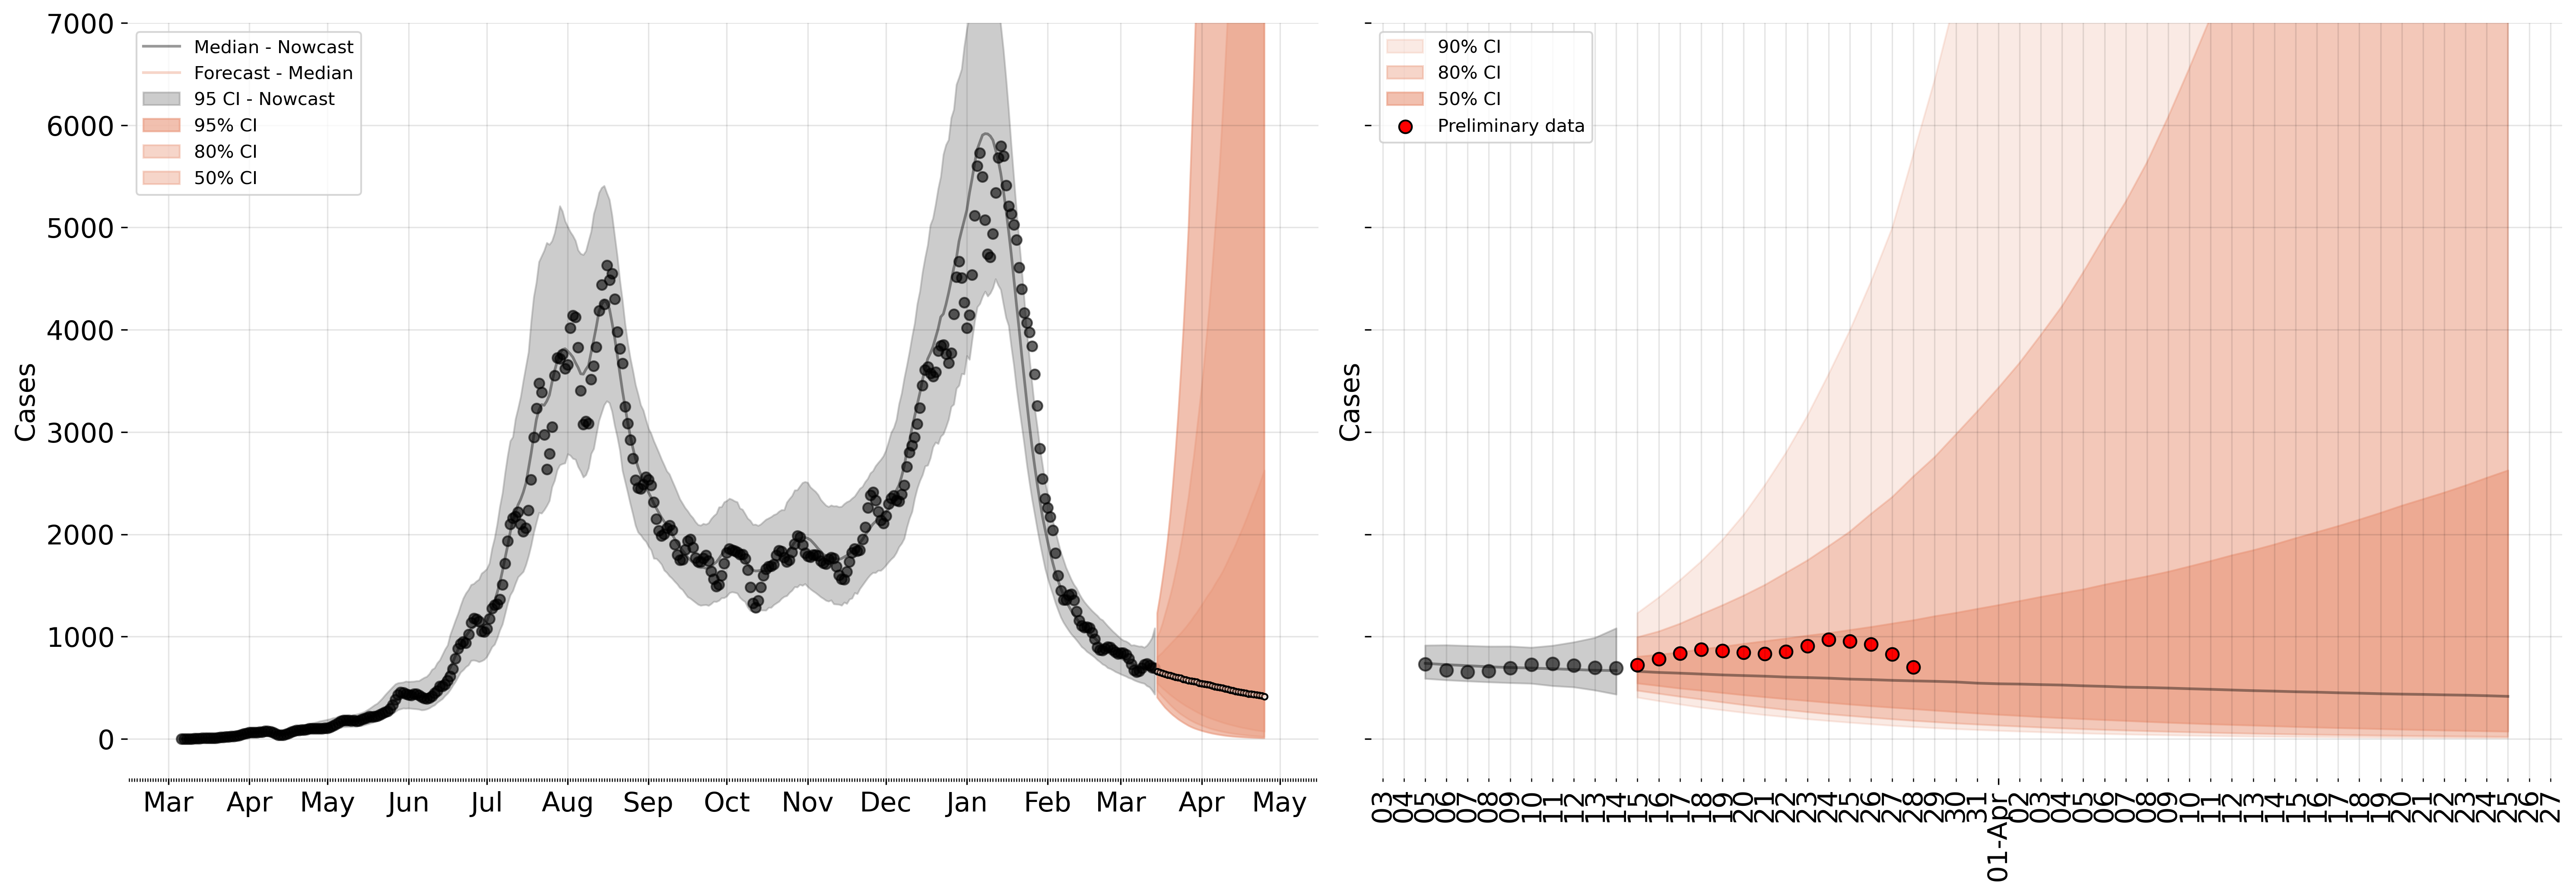 7000
6000
5000
4000
3000
2000
1000
0
Cases
Median - Nowcast
Forecast - Median
95 CI - Nowcast
95% CI
80% CI
50% CI
Mar Apr May Jun Jul Aug Sep Oct Nov Dec Jan Feb Mar Apr May
Cases
90% CI
80% CI
50% CI
Preliminary data
03 04 05 06 07 08 09 10 11 12 13 14 15 16 17 18 19 20 21 22 23 24 25 26 27 28 29 30 31 01-Apr 02 03 04 05 06 07 08 09 10 11 12 13 14 15 16 17 18 19 20 21 22 23 24 25 26 27